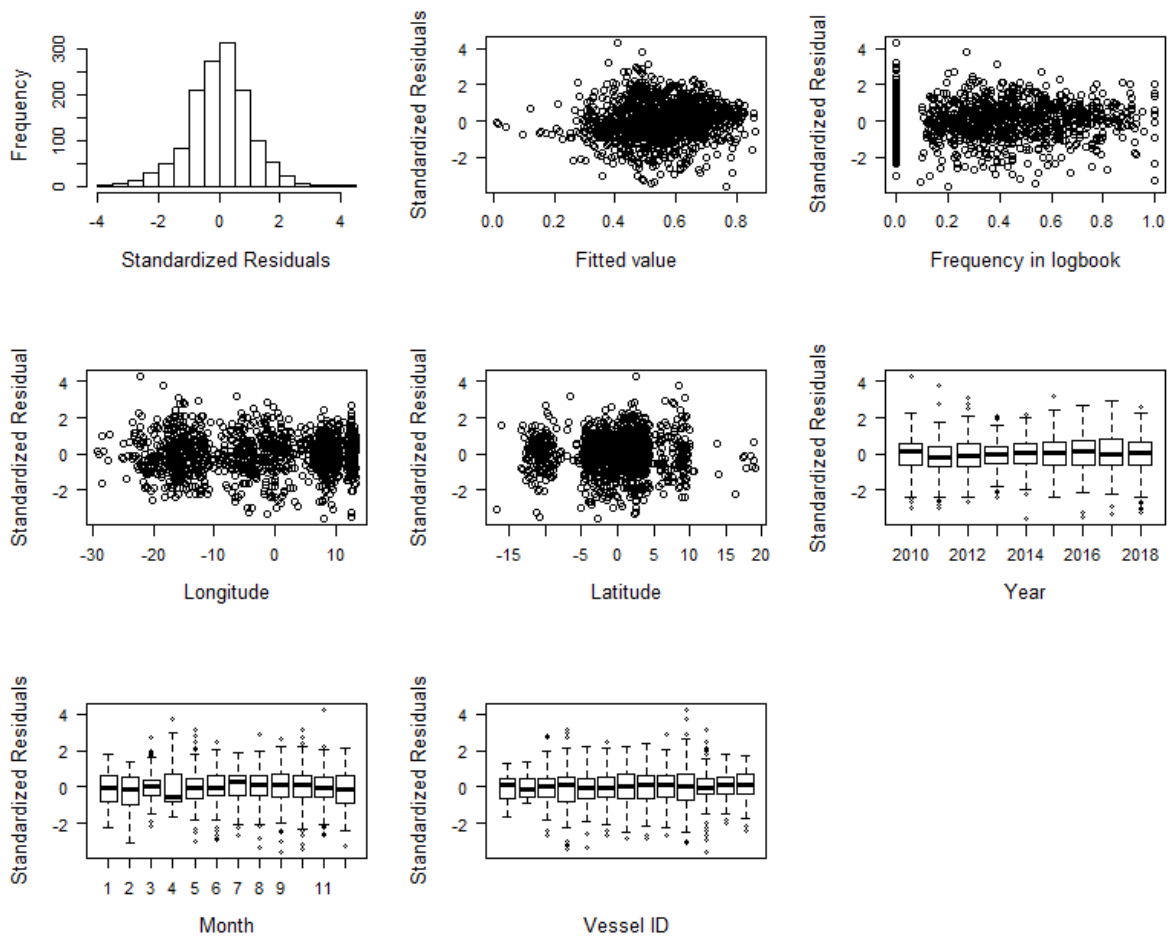 Frequency
0 100 200 300
-4 -2 0 2 4
Standardized Residuals
Standardized Residuals
-2 0 2 4
0.0 0.2 0.4 0.6 0.8
Fitted value
Standardized Residual
-2 0 2 4
0.0 0.2 0.4 0.6 0.8 1.0
Frequency in logbook
Standardized Residual
-2 0 2 4
-30 -20 -10 0 10
Longitude
Standardized Residual
-2 0 2 4
-15 -5 0 5 10 15 20
Latitude
Standardized Residuals
-2 0 2 4
2010 2012 2014 2016 2018
Year
Standardized Residuals
-2 0 2 4
1 2 3 4 5 6 7 8 9 11
Month
Standardized Residuals
-2 0 2 4
Vessel ID